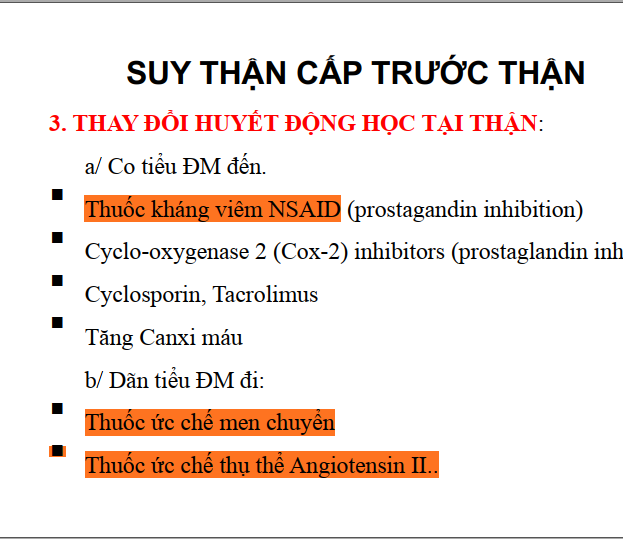 SUY THẬN CẤP TRƯỚC THẬN
3. THAY ĐỔI HUYẾT ĐỘNG HỌC TẠI THẬN:
a/ Co tiểu ĐM đến.
Thuốc kháng viêm NSAID (prostagandin inhibition)
Cyclo-oxygenase 2 (Cox-2) inhibitors (prostaglandin inh
Cyclosporin, Tacrolimus
Tăng Canxi máu
b/ Dãn tiểu ĐM đi:
Thuốc ức chế men chuyển
Thuốc ức chế thụ thể Angiotensin II..